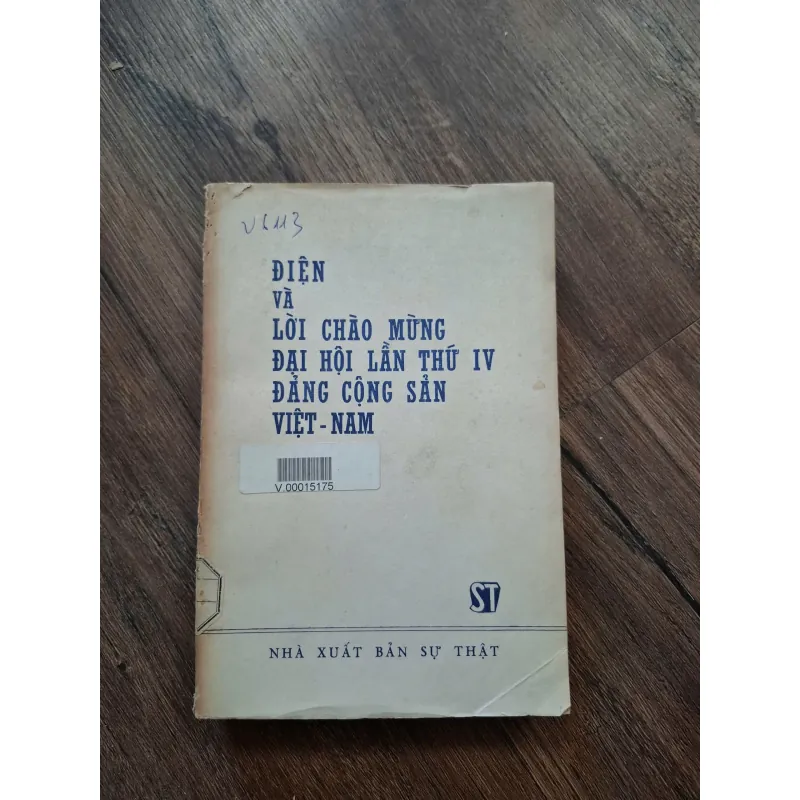 V6113
ĐIỆN
VÀ
LỜI CHÀO MỪNG
ĐẠI HỘI LẦN THỨ IV
ĐẢNG CỘNG SẢN
VIỆT-NAM
V.00015175
ST
NHÀ XUẤT BẢN SỰ THẬT